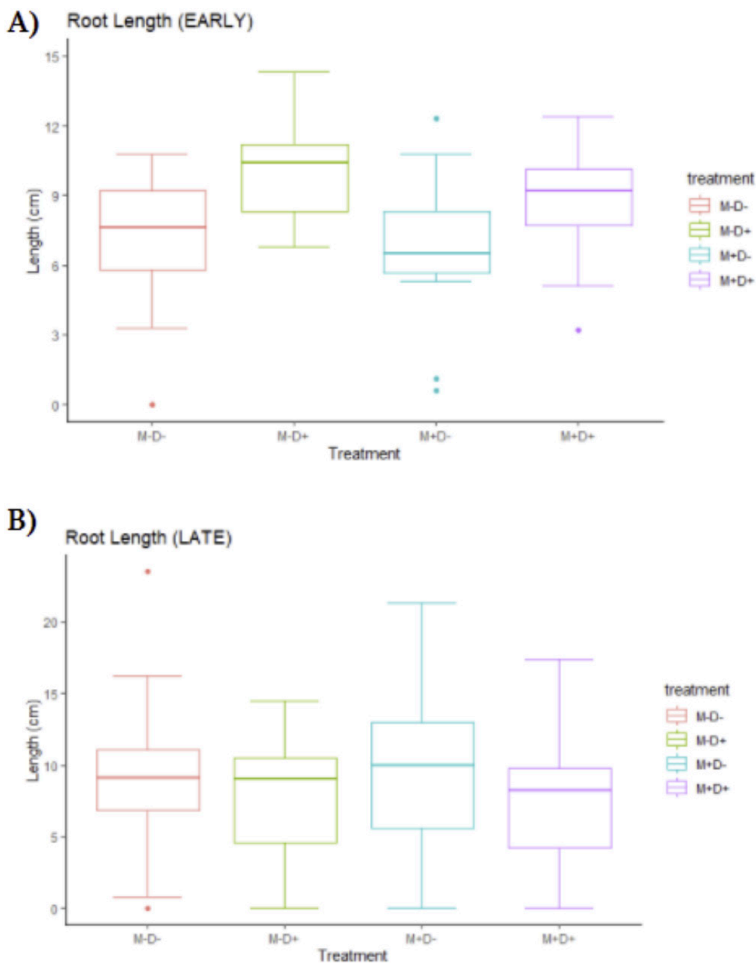 A)
Root Length (EARLY)
15
12
9
6
3
0
Length (cm)
M-D-
M-D+
M+D-
M+D+
Treatment
treatment
M-D-
M-D+
M+D-
M+D+
B)
Root Length (LATE)
20
15
10
5
0
Length (cm)
M-D-
M-D+
M+D-
M+D+
Treatment
treatment
M-D-
M-D+
M+D-
M+D+